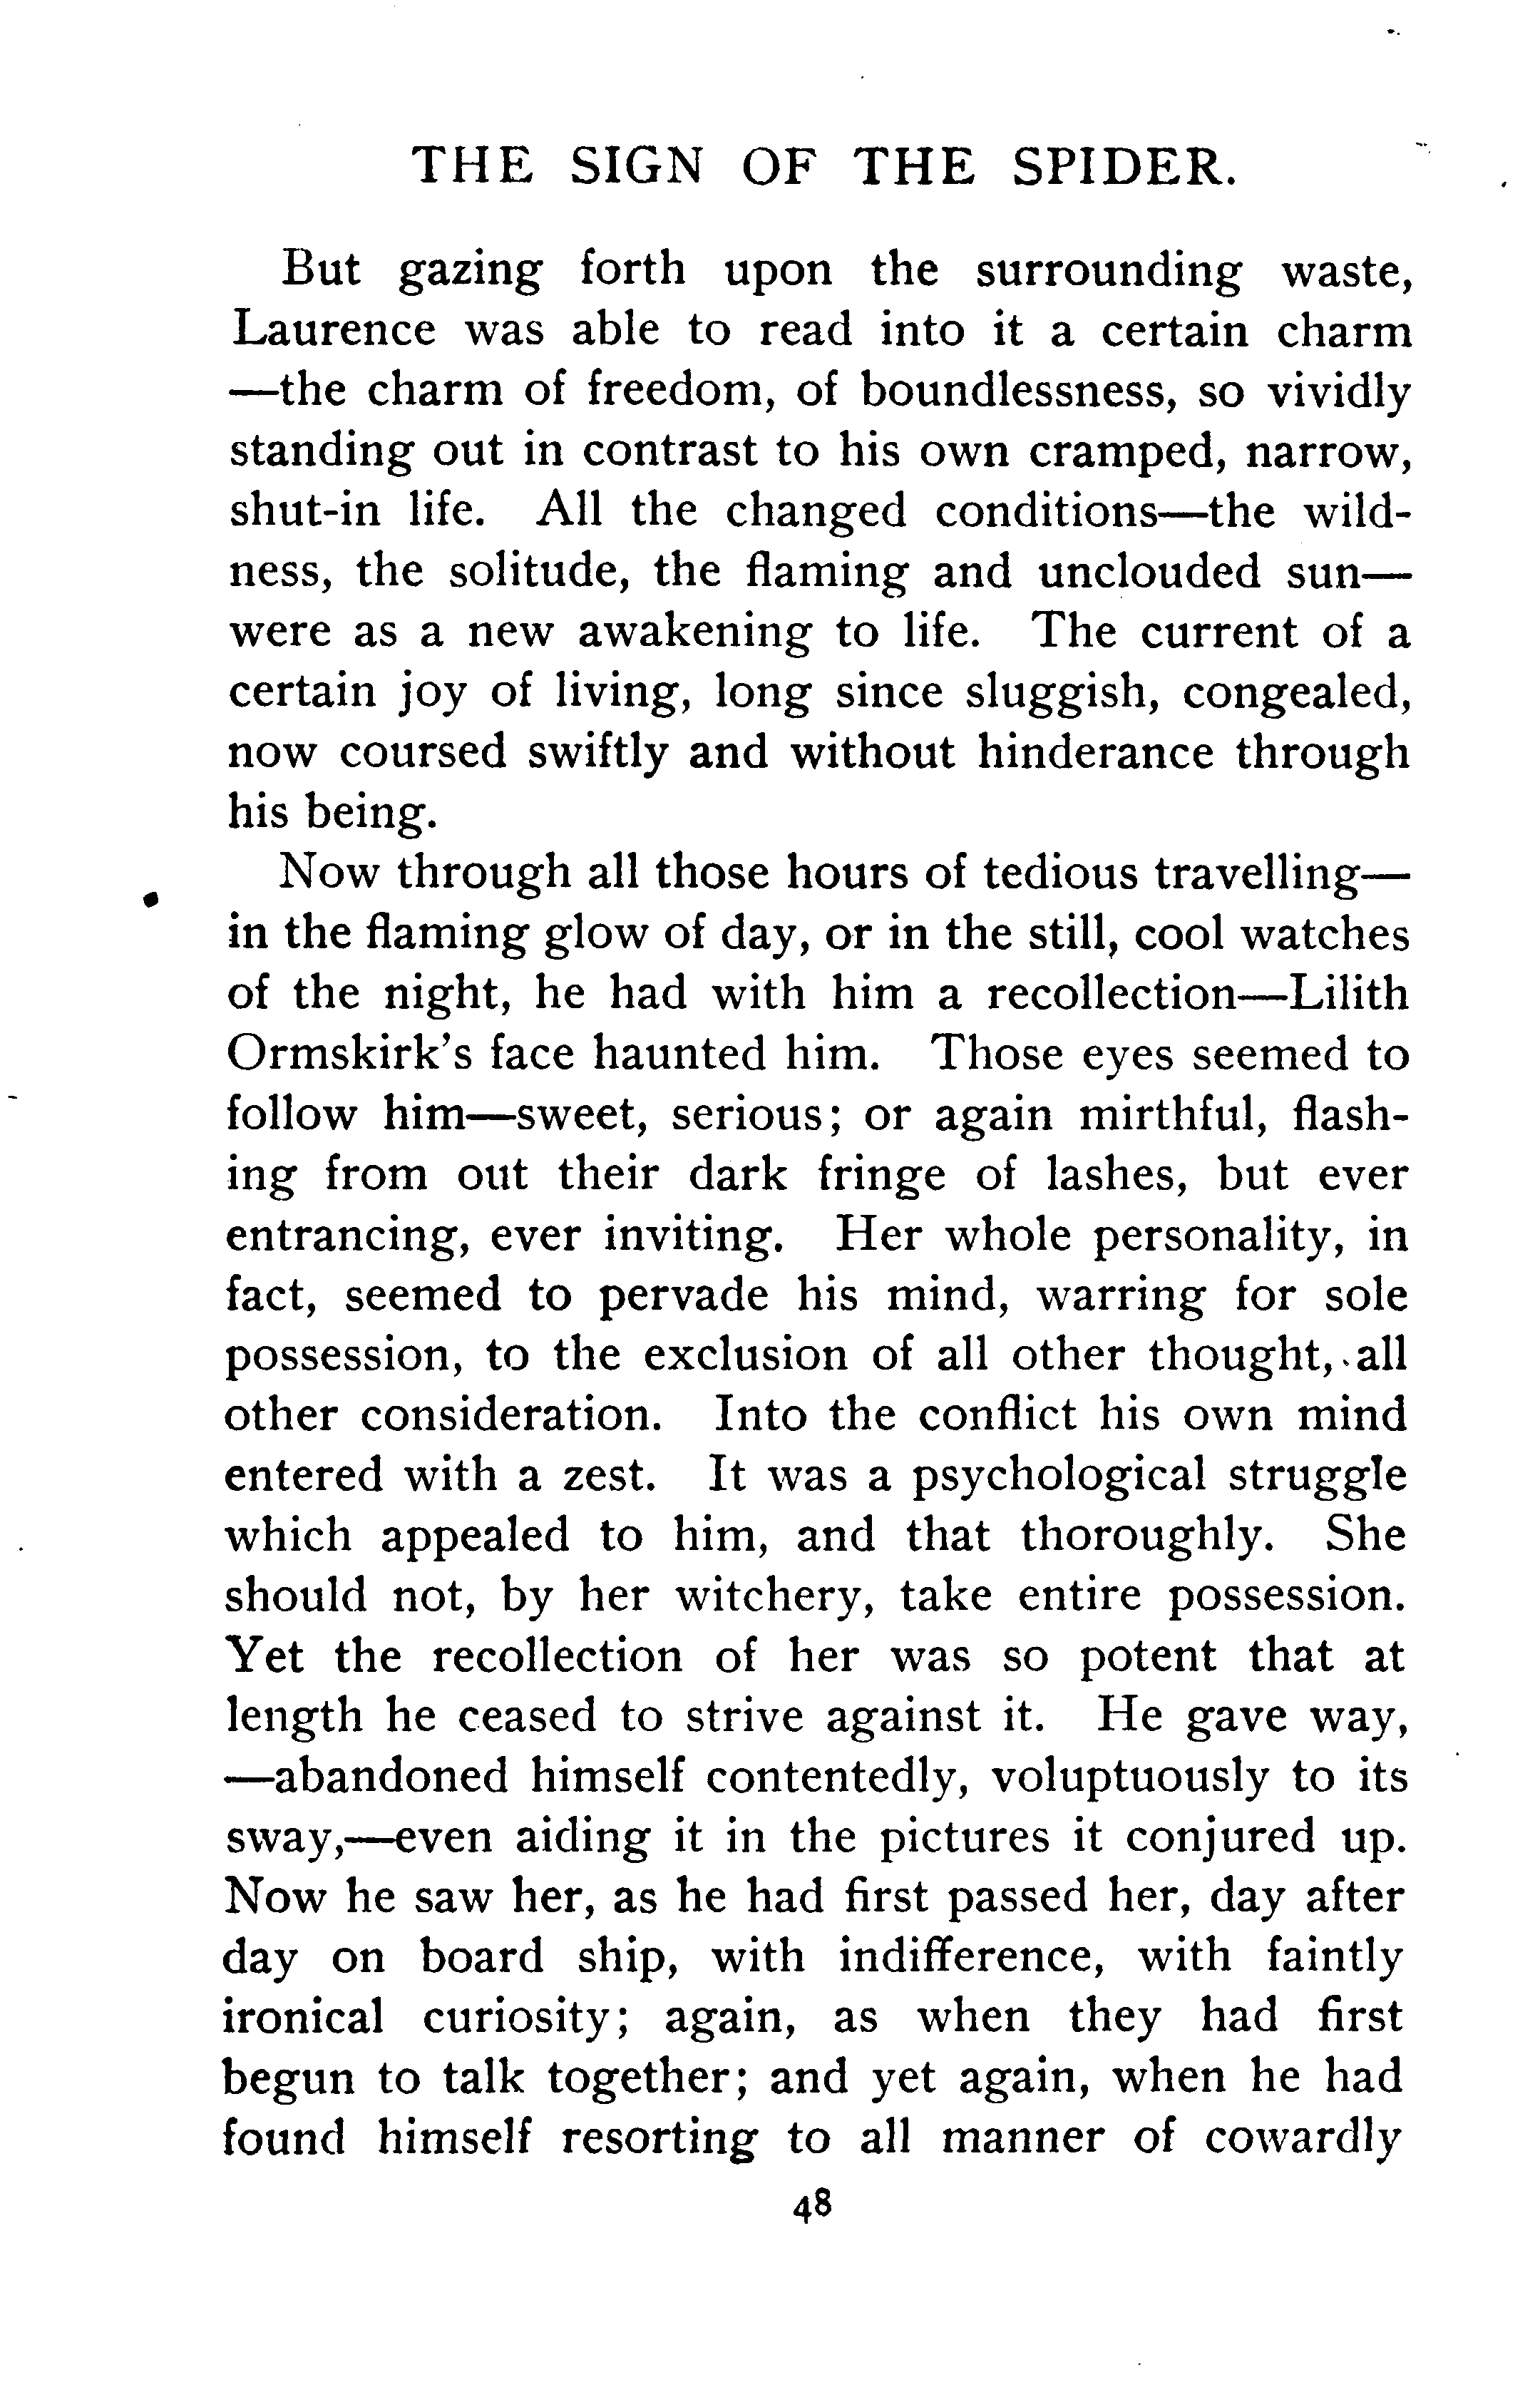 THE SIGN OF THE SPIDER.
But gazing forth upon the surrounding waste,
Laurence was able to read into it a certain charm
—the charm of freedom, of boundlessness, so vividly
standing out in contrast to his own cramped, narrow,
shut-in life. All the changed conditions—the wild-
ness, the solitude, the flaming and unclouded sun—
were as a new awakening to life. The current of a
certain joy of living, long since sluggish, congealed,
now coursed swiftly and without hinderance through
his being.
Now through all those hours of tedious travelling—
in the flaming glow of day, or in the still, cool watches
of the night, he had with him a recollection—Lilith
Ormskirk's face haunted him. Those eyes seemed to
follow him—sweet, serious; or again mirthful, flash-
ing from out their dark fringe of lashes, but ever
entrancing, ever inviting. Her whole personality, in
fact, seemed to pervade his mind, warring for sole
possession, to the exclusion of all other thought, all
other consideration. Into the conflict his own mind
entered with a zest. It was a psychological struggle
which appealed to him, and that thoroughly. She
should not, by her witchery, take entire possession.
Yet the recollection of her was so potent that at
length he ceased to strive against it. He gave way,
—abandoned himself contentedly, voluptuously to its
sway,—even aiding it in the pictures it conjured up.
Now he saw her, as he had first passed her, day after
day on board ship, with indifference, with faintly
ironical curiosity; again, as when they had first
begun to talk together; and yet again, when he had
found himself resorting to all manner of cowardly
48